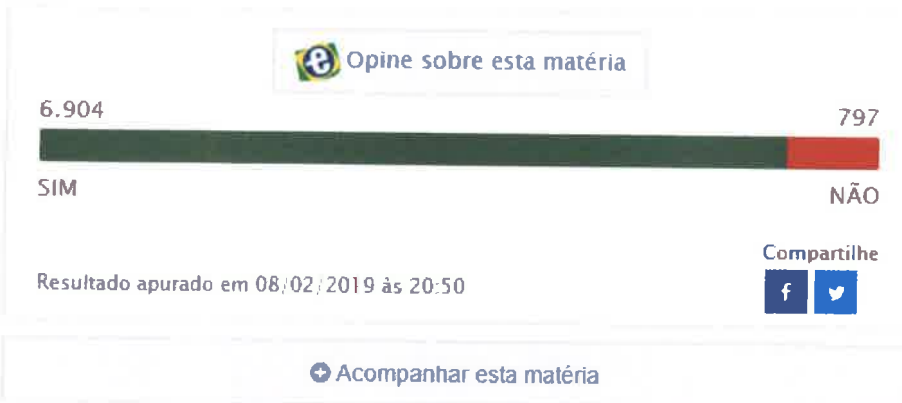 Opine sobre esta matéria
6.904
797
SIM
NÃO
Compartilhe
Resultado apurado em 08/02/2019 às 20:50
Acompanhar esta matéria